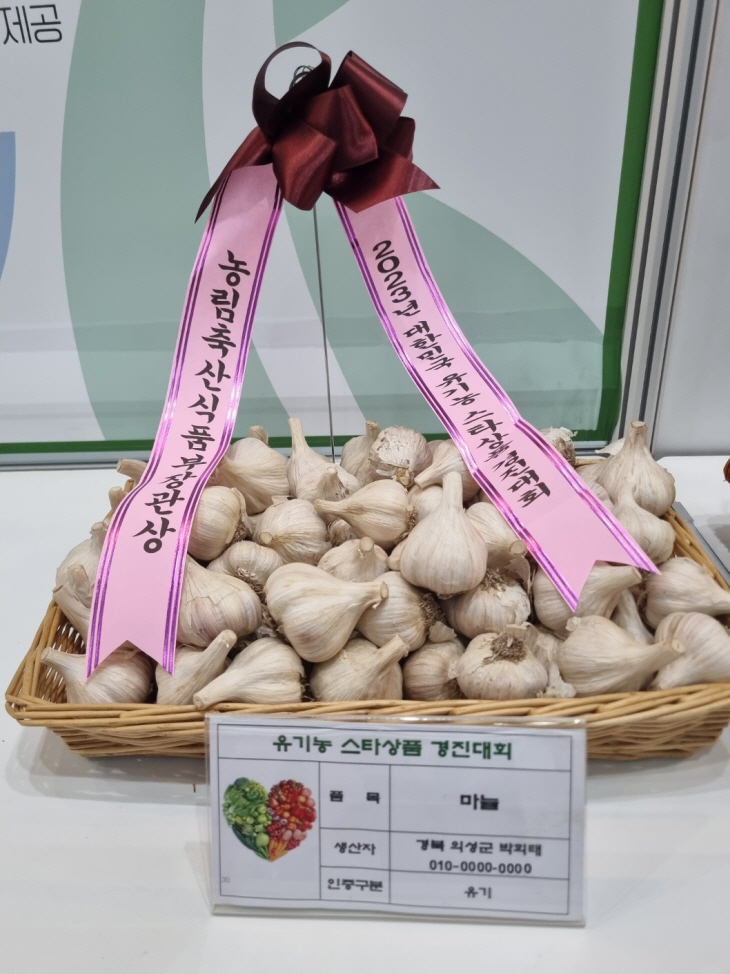 제공
농림축산식품부장관상
2023년 대한민국 유기농 스타상품경진대회
유기농 스타상품 경진대회
품 목
마늘
생산자
경북 의성군 박희태
010-0000-0000
인증구분
유기